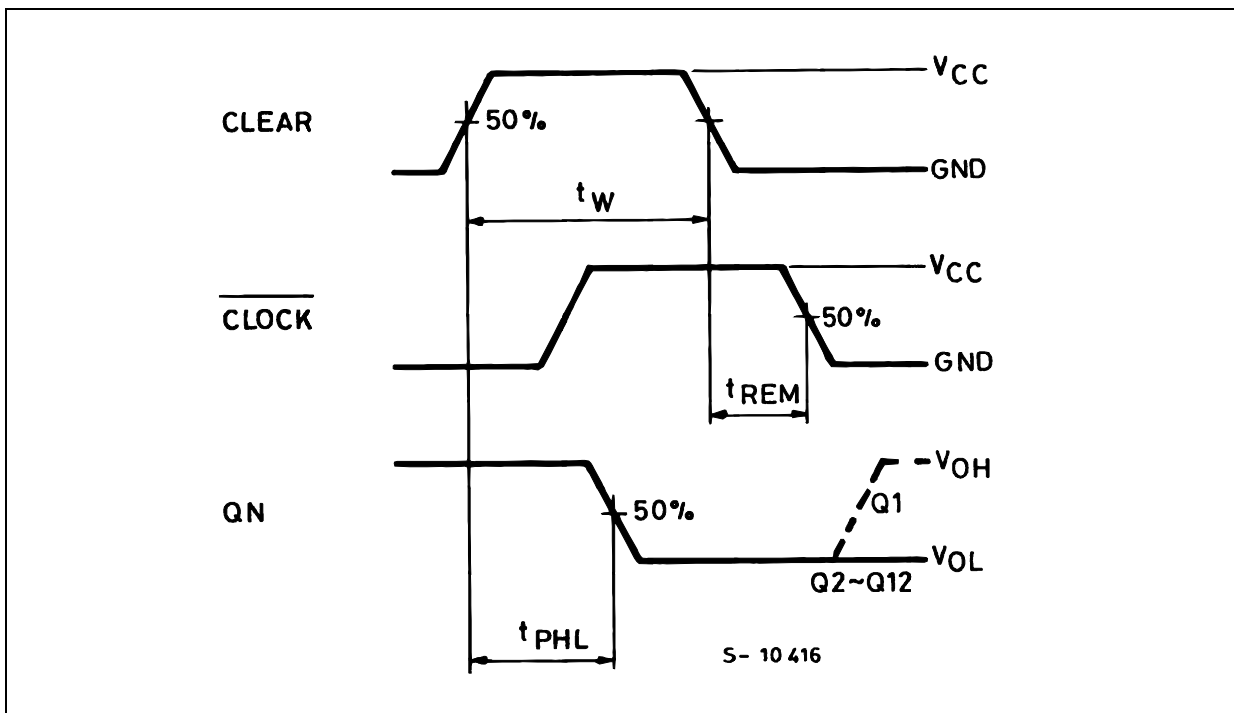 VCC
CLEAR
50%
GND
tW
VCC
CLOCK
50%
GND
tREM
VOH
Q1
QN
50%
VOL
Q2~Q12
tPHL
S- 10 416